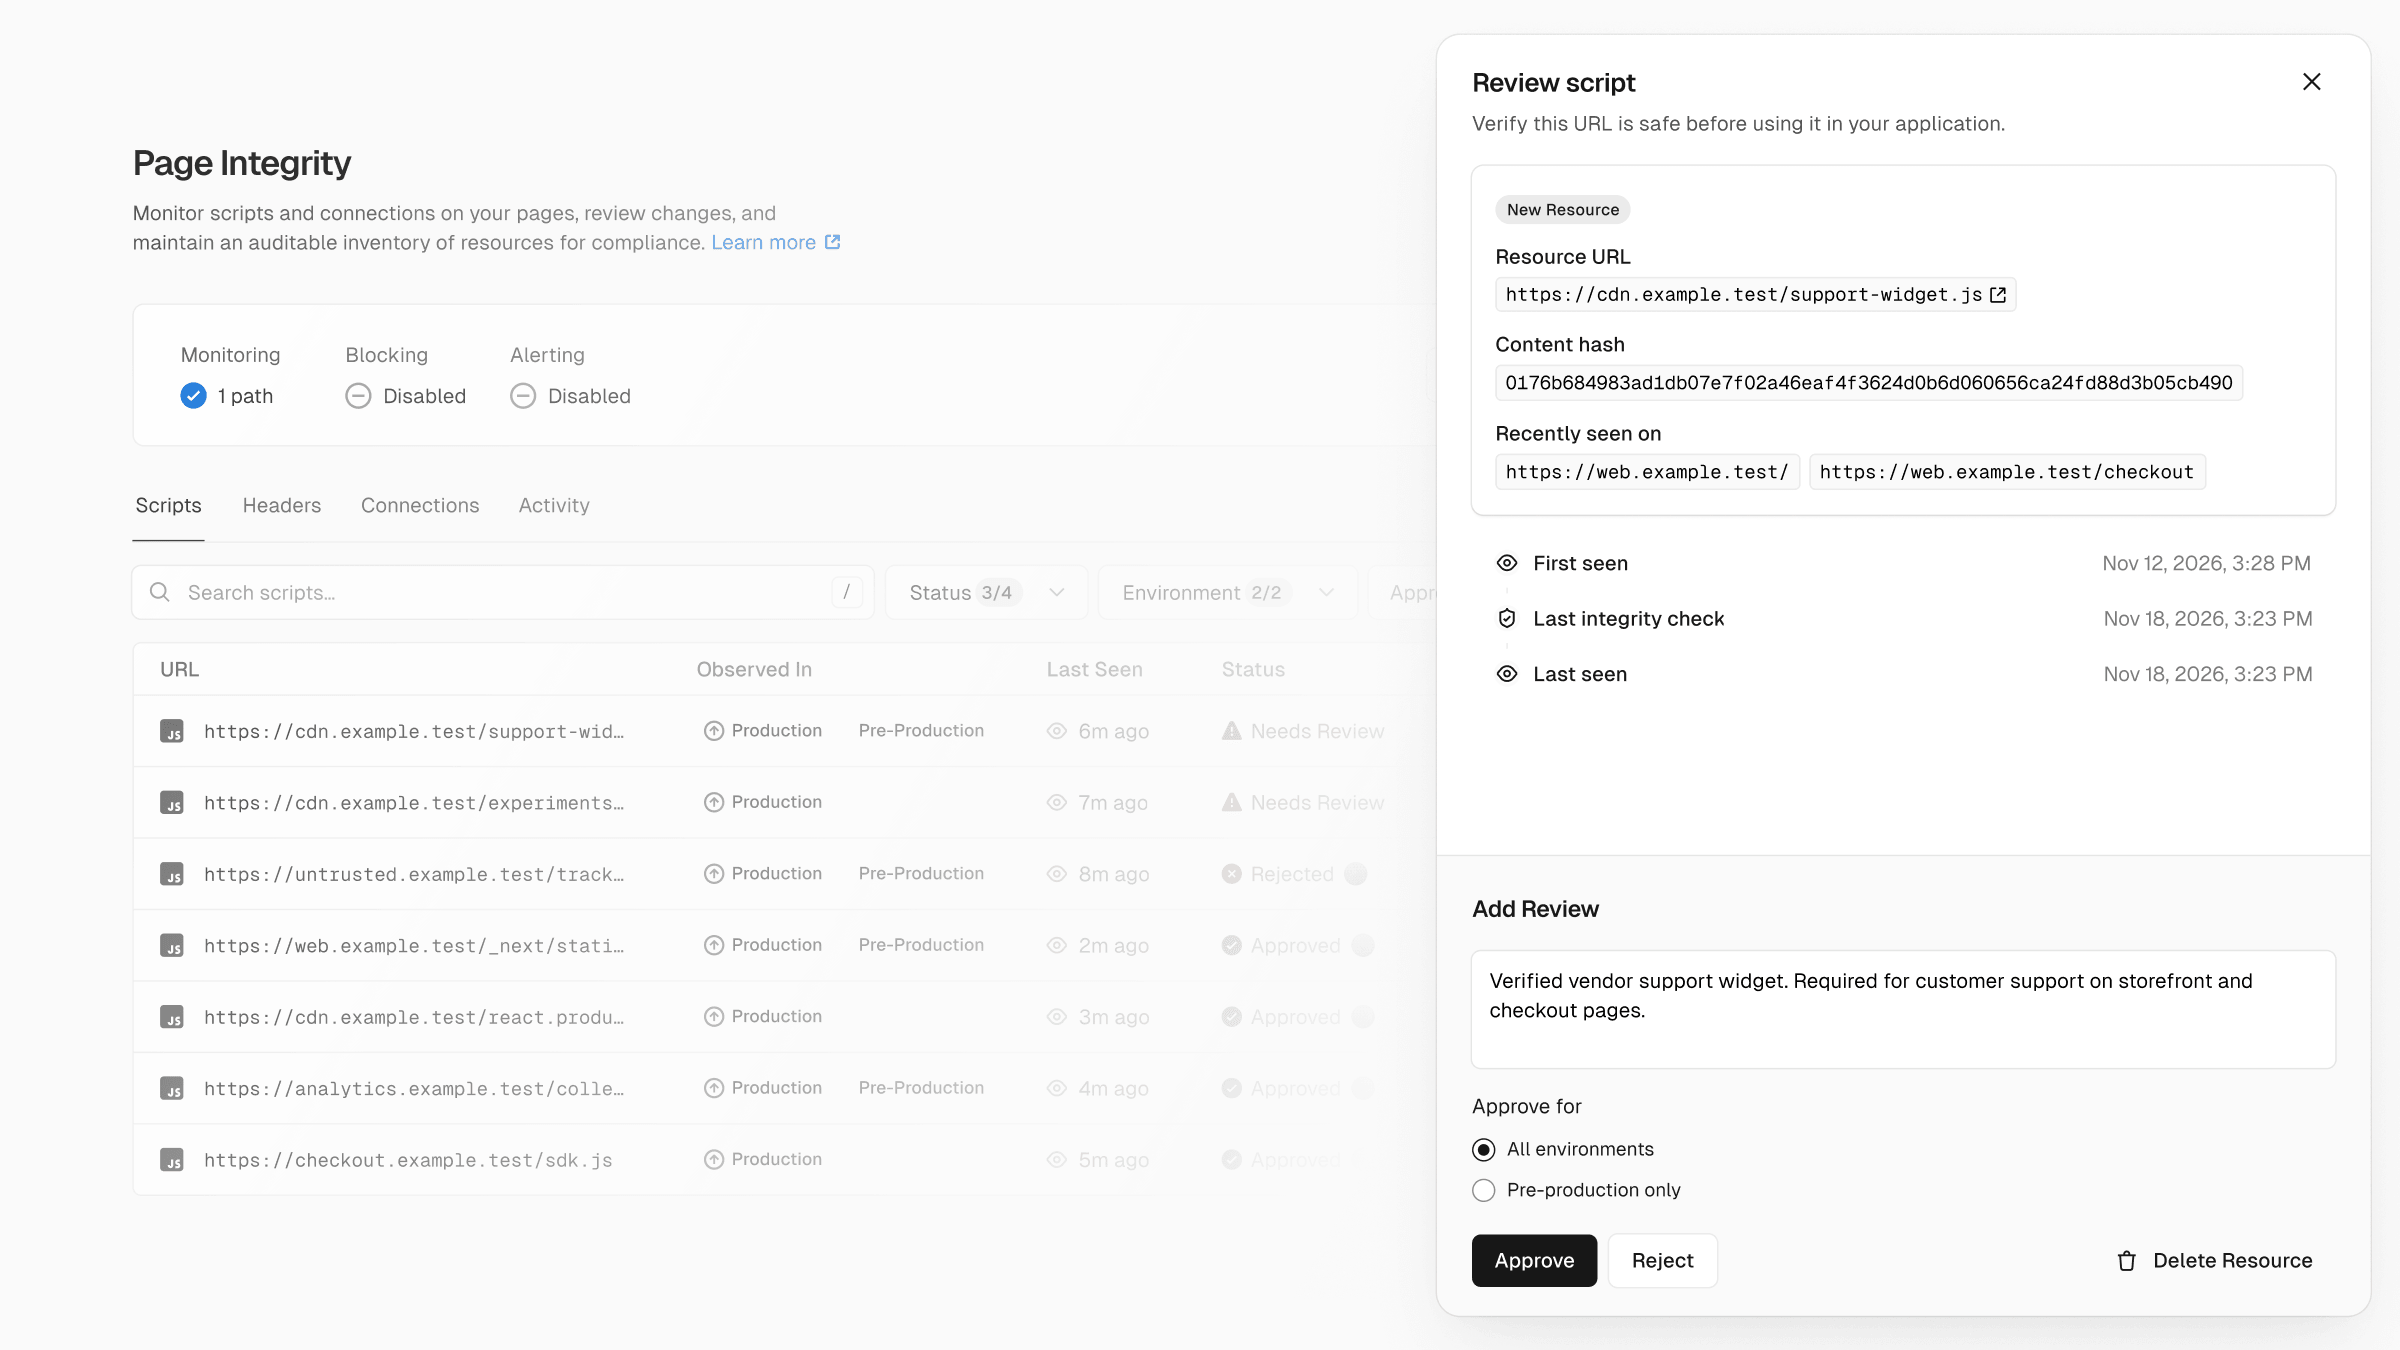 Page Integrity
Monitor scripts and connections on your pages, review changes, and
maintain an auditable inventory of resources for compliance. Learn more
Monitoring
Blocking
Alerting
1 path
Disabled
Disabled
Scripts
Headers
Connections
Activity
Search scripts...
/
Status 3/4
Environment 2/2
URL
Observed In
Last Seen
Status
JS https://cdn.example.test/support-wid… Production Pre-Production 6m ago Needs Review
JS https://cdn.example.test/experiments… Production 7m ago Needs Review
JS https://untrusted.example.test/track… Production Pre-Production 8m ago Rejected
JS https://web.example.test/_next/stati… Production Pre-Production 2m ago Approved
JS https://cdn.example.test/react.produ… Production 3m ago Approved
JS https://analytics.example.test/colle… Production Pre-Production 4m ago Approved
JS https://checkout.example.test/sdk.js Production 5m ago Approved
Review script
Verify this URL is safe before using it in your application.
New Resource
Resource URL
https://cdn.example.test/support-widget.js
Content hash
0176b684983ad1db07e7f02a46eaf4f3624d0b6d060656ca24fd88d3b05cb490
Recently seen on
https://web.example.test/ https://web.example.test/checkout
First seen Nov 12, 2026, 3:28 PM
Last integrity check Nov 18, 2026, 3:23 PM
Last seen Nov 18, 2026, 3:23 PM
Add Review
Verified vendor support widget. Required for customer support on storefront and
checkout pages.
Approve for
All environments
Pre-production only
Approve
Reject
Delete Resource